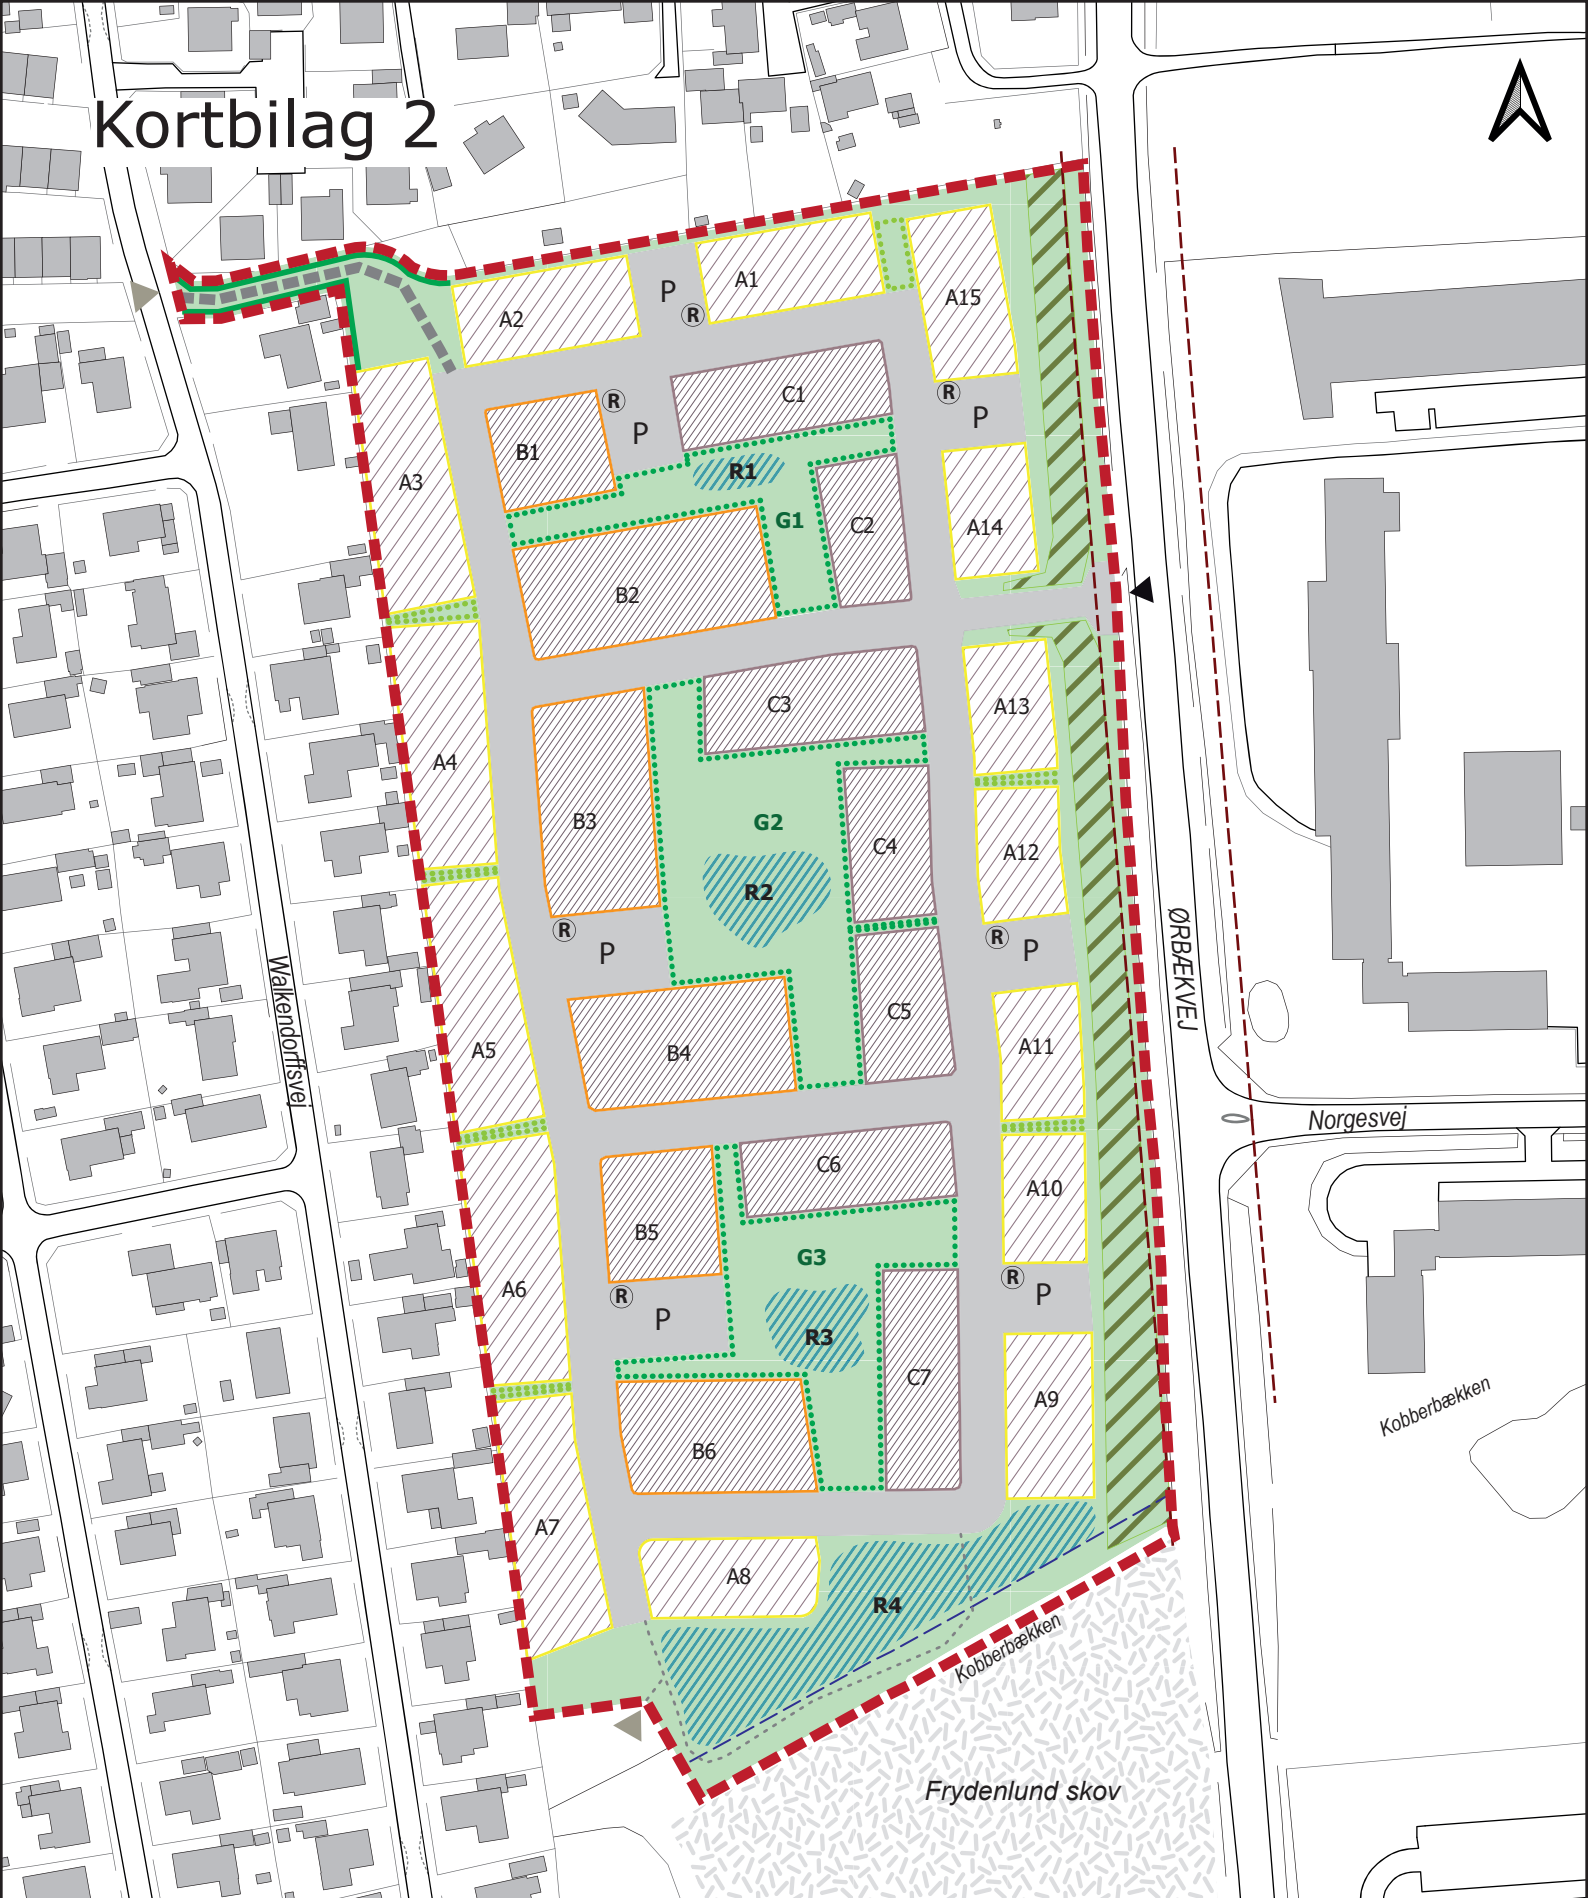 Kortbilag 2
A1
P
R
A2
A15
R
P
C1
R
P
B1
R1
A3
G1
C2
A14
B2
C3
A13
A4
G2
B3
C4
A12
R2
R
P
R
P
ØRBÆKVEJ
Walkendorffsvej
C5
A11
A5
B4
Norgesvej
C6
A10
B5
G3
A6
R
P
R
P
R3
C7
A9
Kobberbækken
B6
A7
A8
R4
Kobberbækken
Frydenlund skov